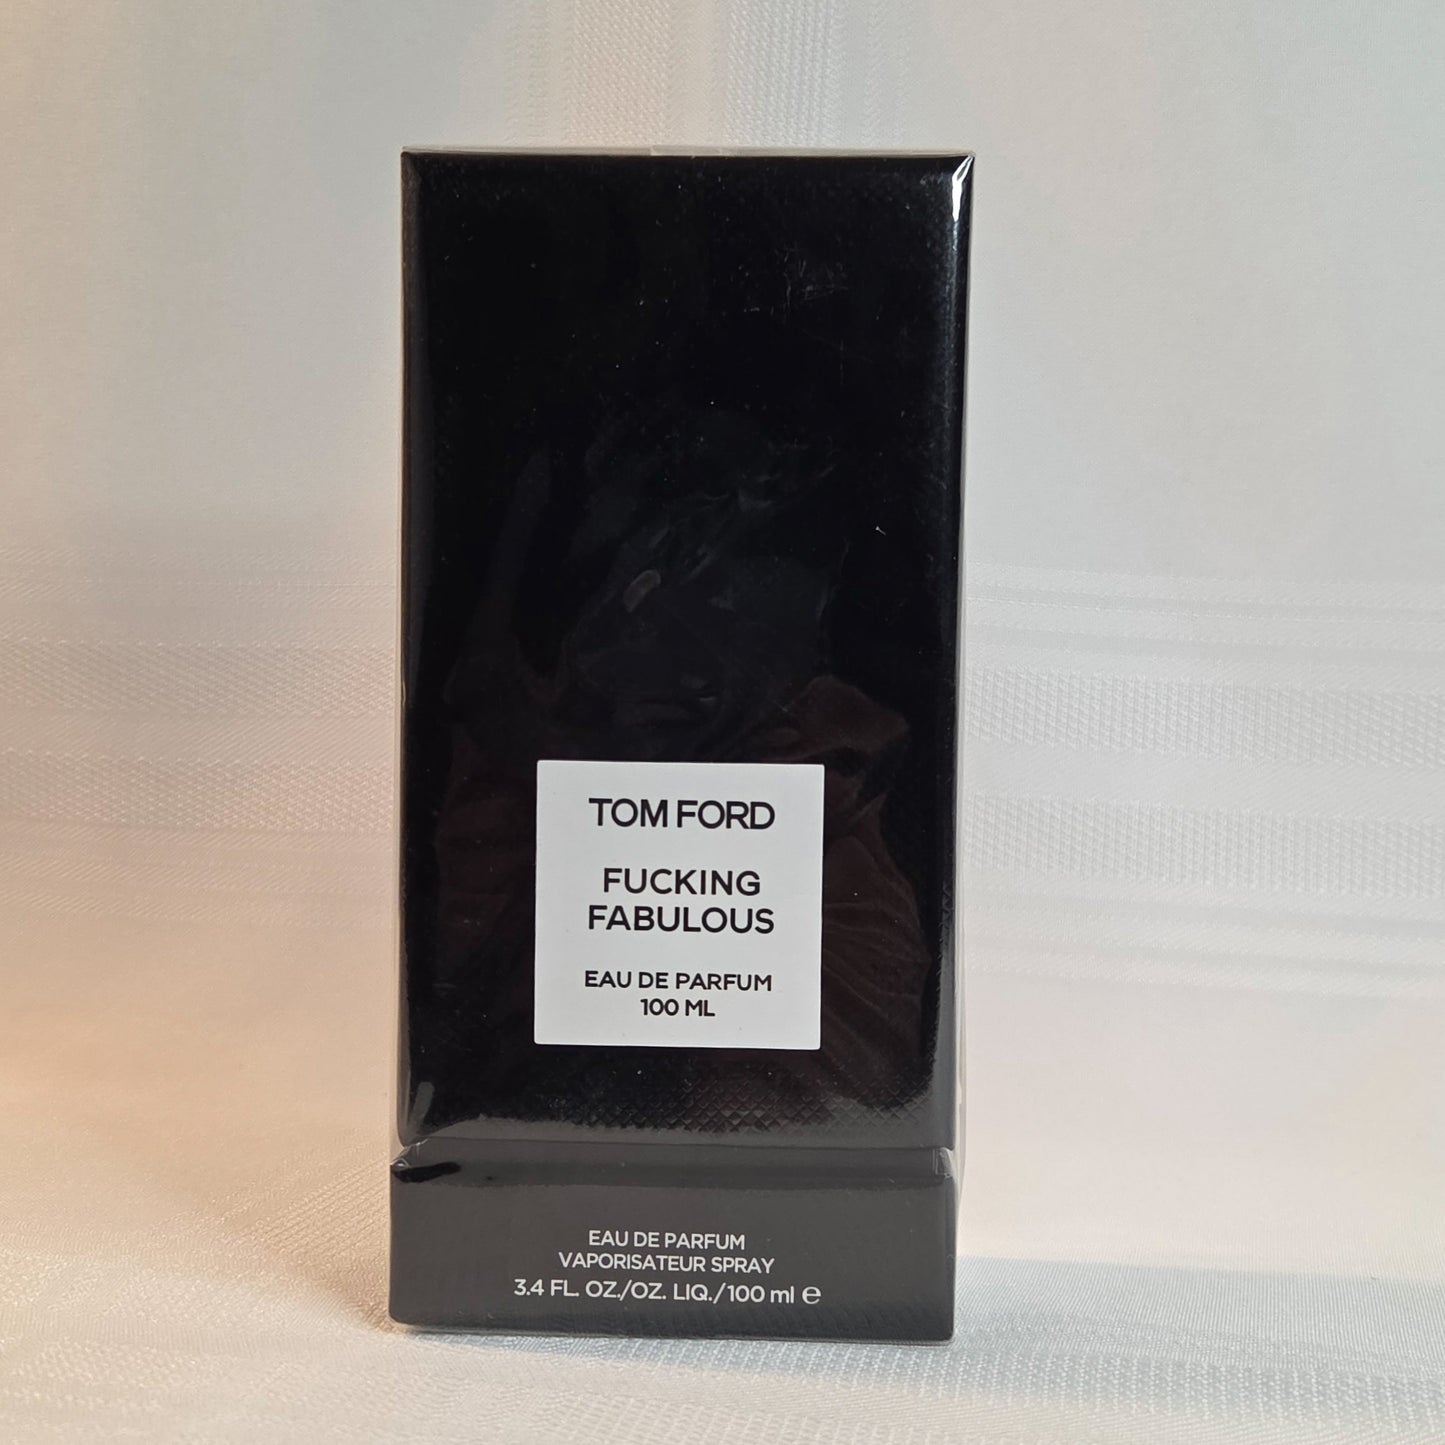 TOM FORD
FUCKING
FABULOUS
EAU DE PARFUM
100 ML
EAU DE PARFUM
VAPORISATEUR SPRAY
3.4 FL. OZ./OZ. LIQ./100 ml ℮